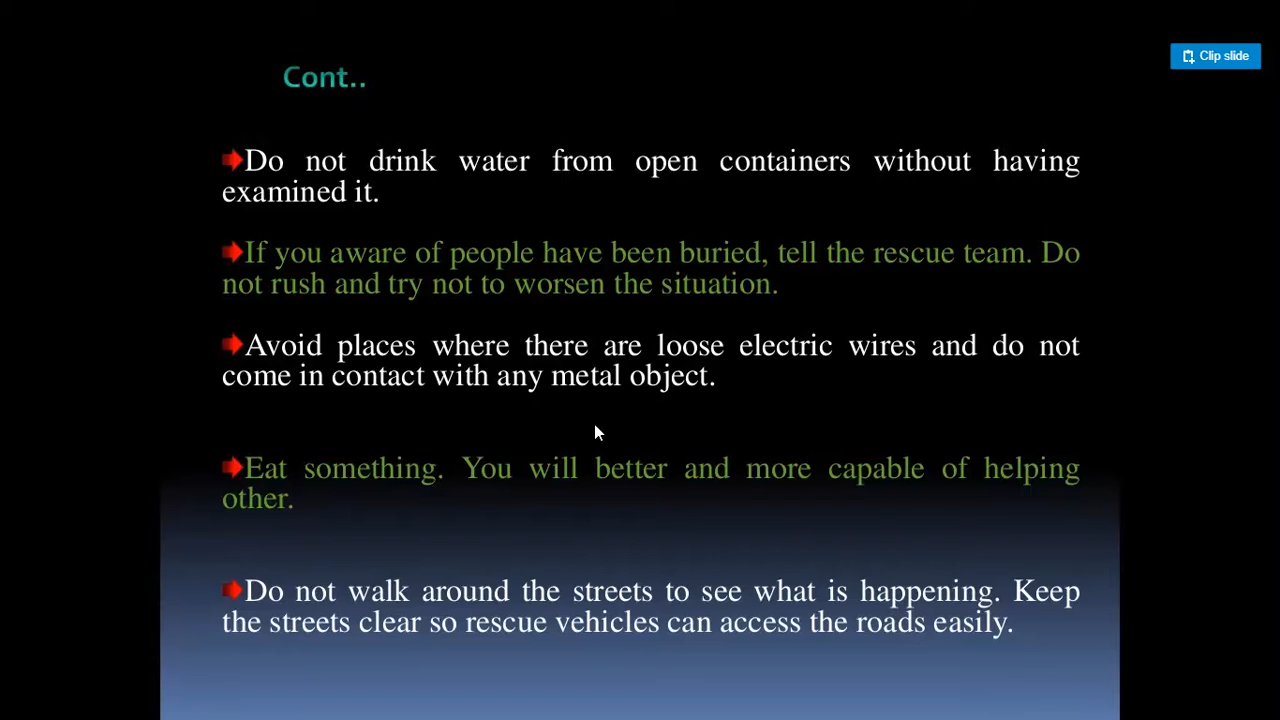 Clip slide
Cont..
Do not drink water from open containers without having
examined it.
If you aware of people have been buried, tell the rescue team. Do
not rush and try not to worsen the situation.
Avoid places where there are loose electric wires and do not
come in contact with any metal object.
Eat something. You will better and more capable of helping
other.
Do not walk around the streets to see what is happening. Keep
the streets clear so rescue vehicles can access the roads easily.